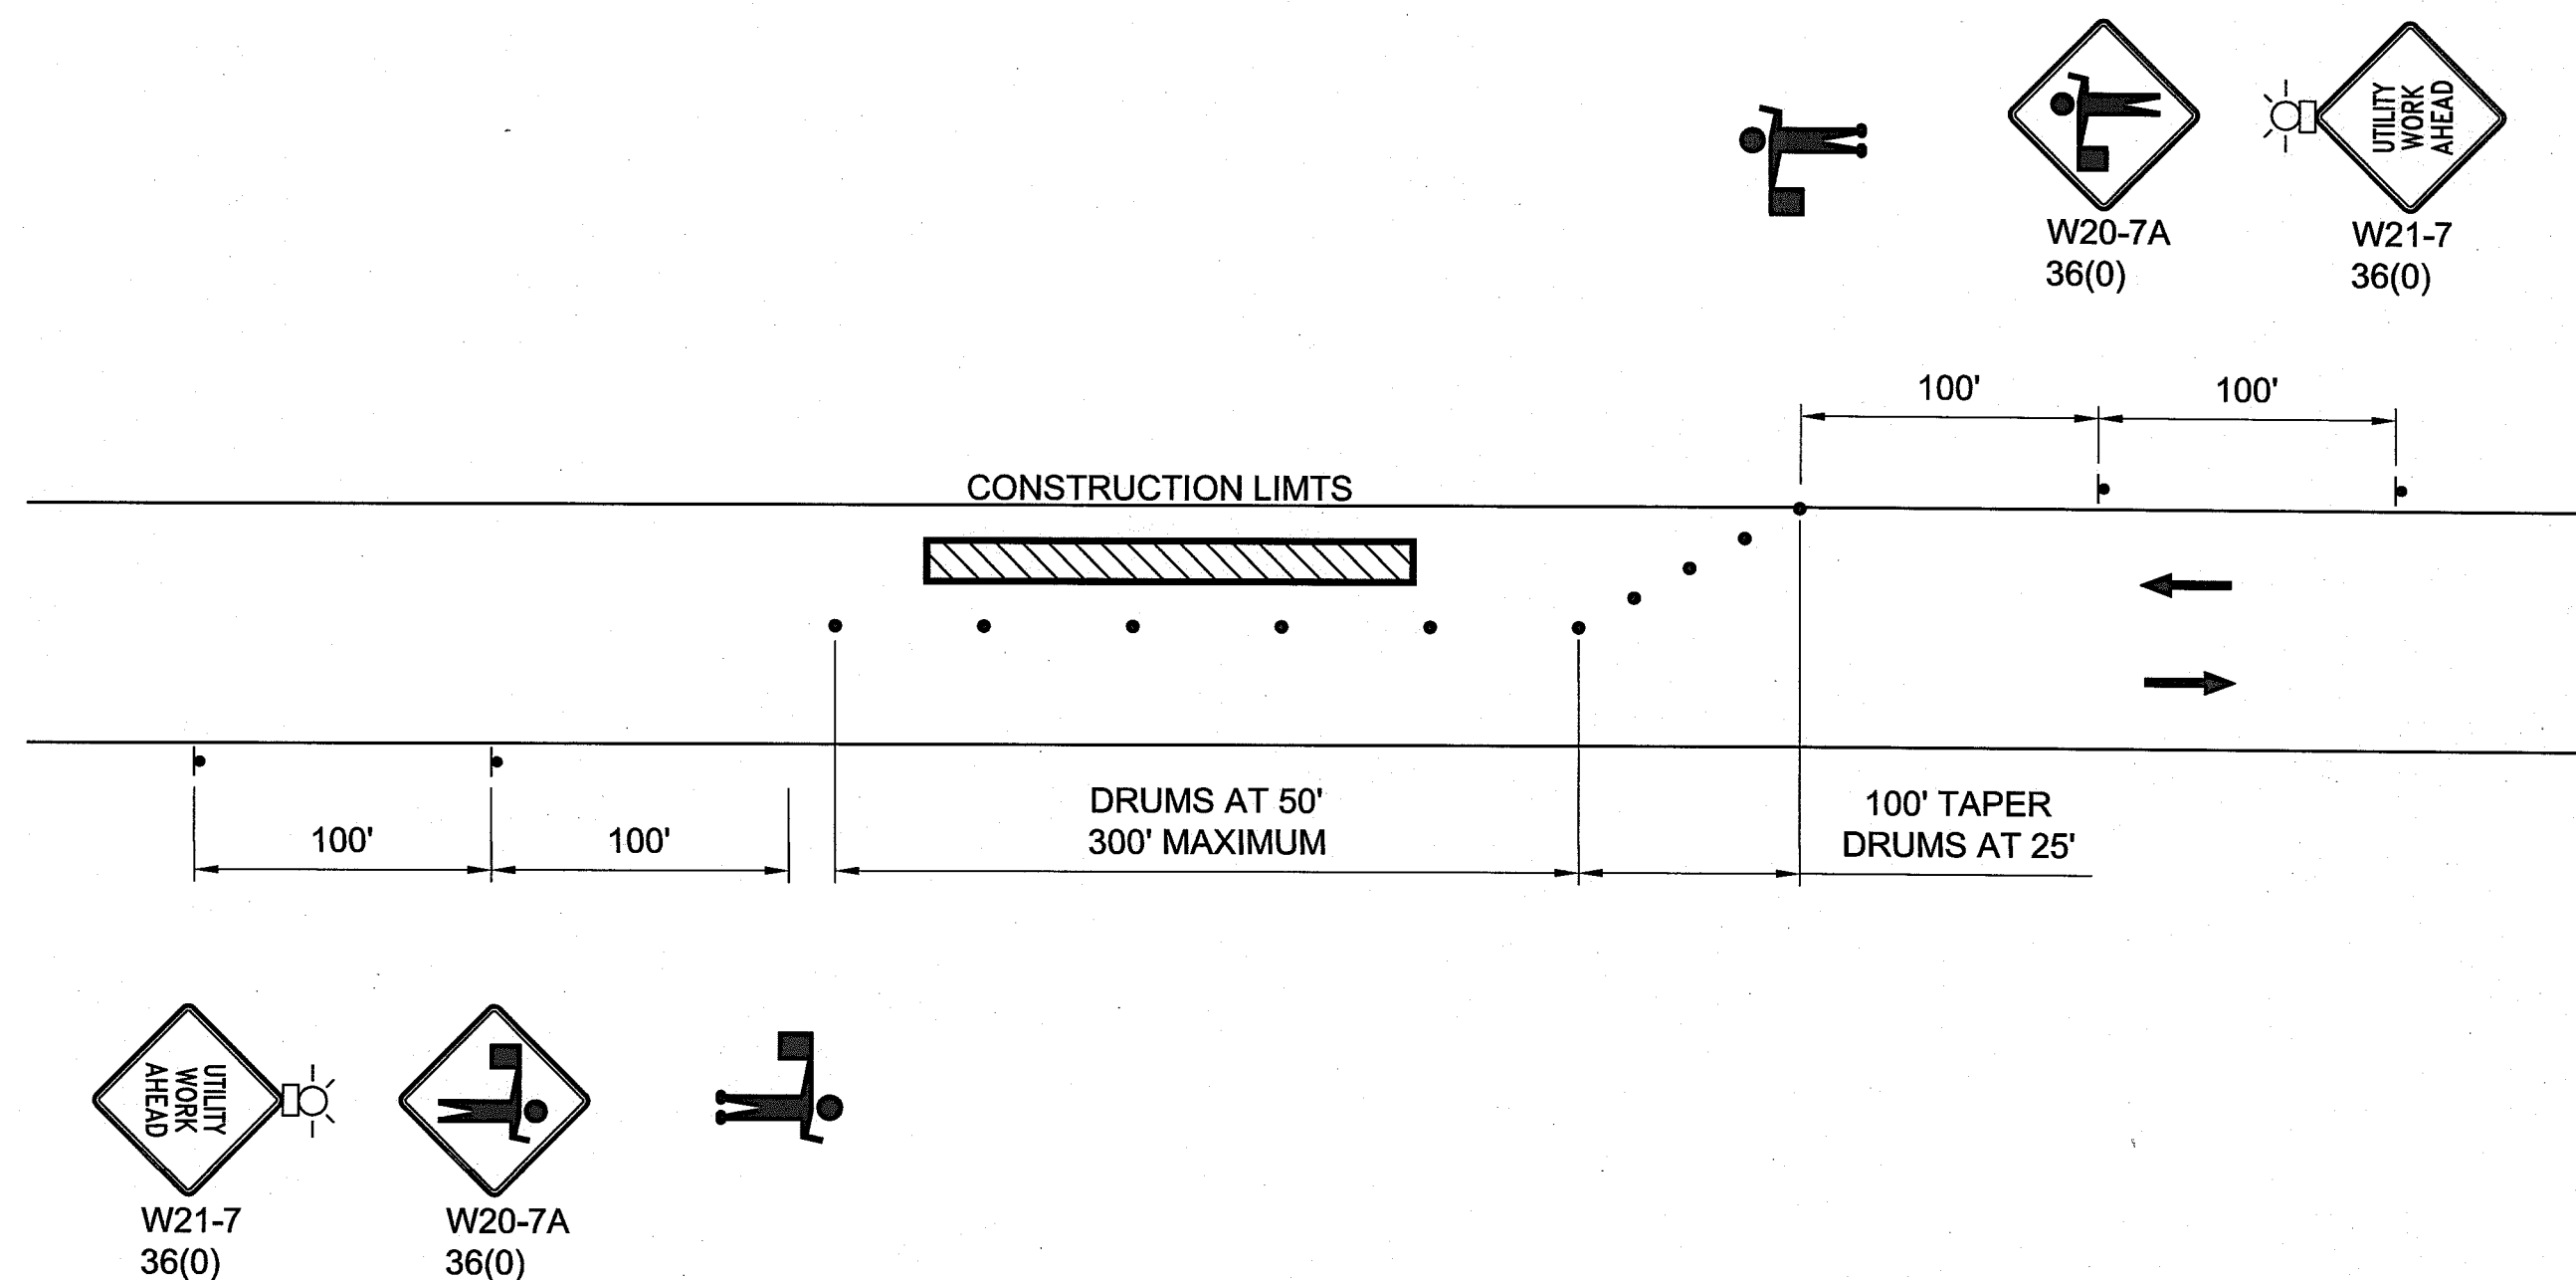 UTILITY
WORK
AHEAD
W20-7A
36(0)
W21-7
36(0)
100'
100'
CONSTRUCTION LIMTS
DRUMS AT 50'
300' MAXIMUM
100' TAPER
DRUMS AT 25'
100'
100'
UTILITY
WORK
AHEAD
W21-7
36(0)
W20-7A
36(0)